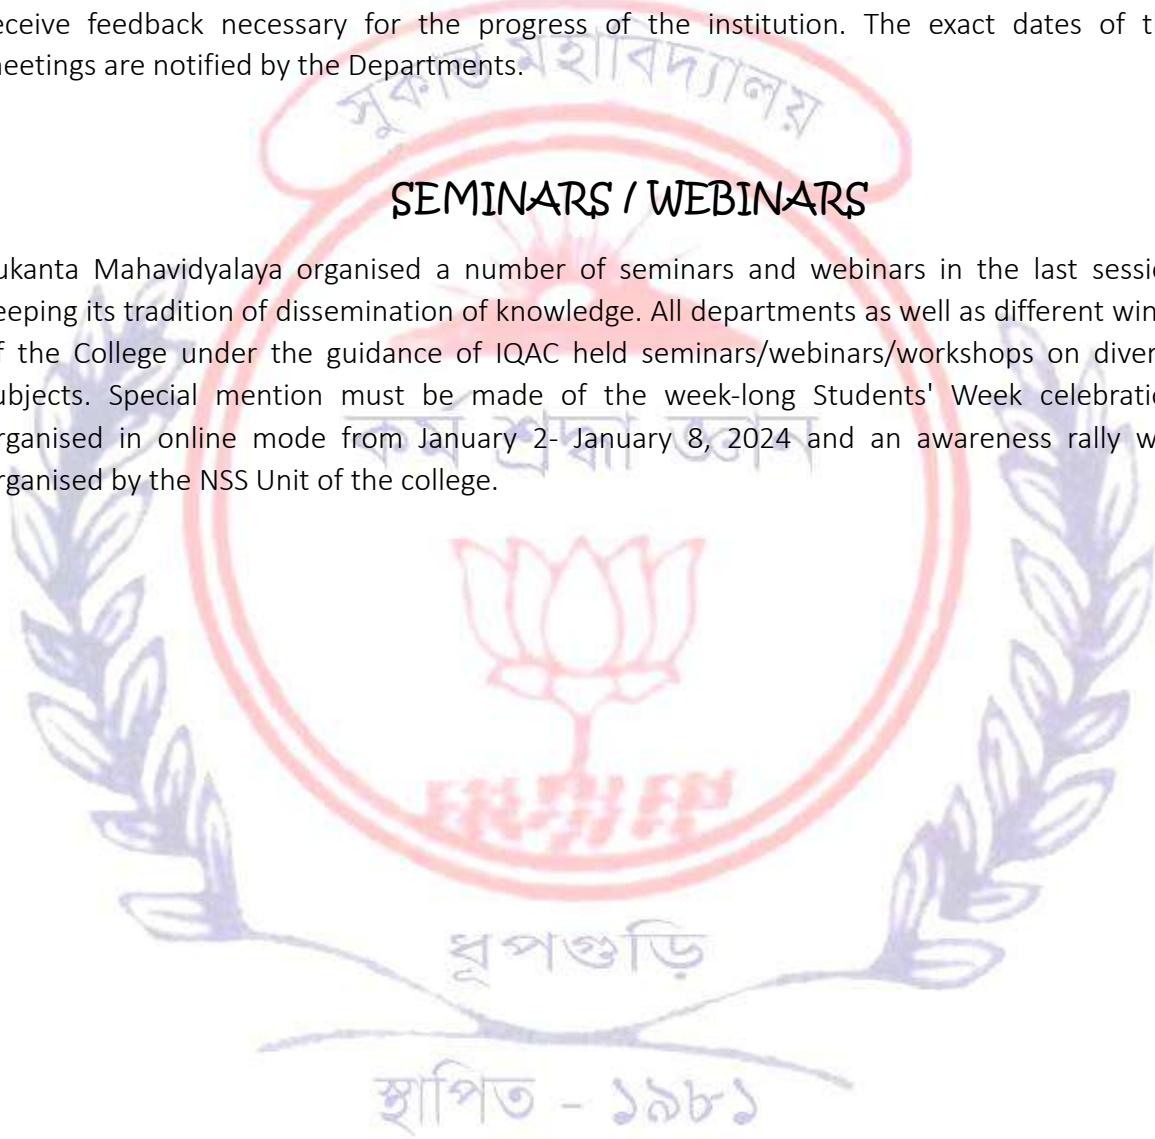 eceive feedback necessary for the progress of the institution. The exact dates of t
eetings are notified by the Departments.
সুকান্ত মহাবিদ্যালয়
SEMINARS / WEBINARS
ukanta Mahavidyalaya organised a number of seminars and webinars in the last sessi
eeping its tradition of dissemination of knowledge. All departments as well as different win
f the College under the guidance of IQAC held seminars/webinars/workshops on diver
ubjects. Special mention must be made of the week-long Students' Week celebrati
কর্ম শ্রদ্ধা জ্ঞান
rganised in online mode from January 2- January 8, 2024 and an awareness rally w
rganised by the NSS Unit of the college.
ধূপগুড়ি
স্থাপিত - ১৯৮১